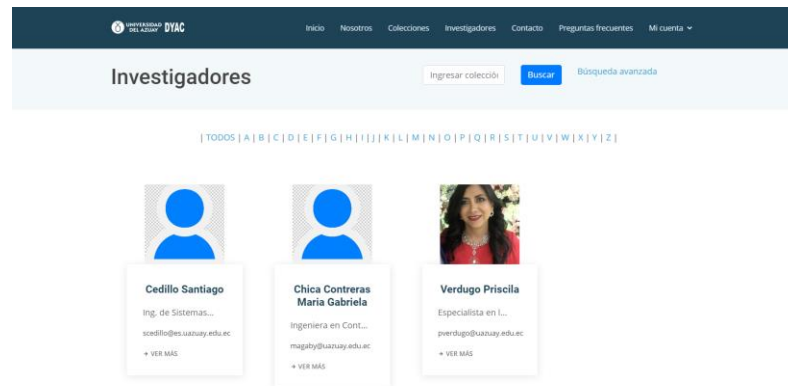 UNIVERSIDAD DEL AZUAY DYAC
Inicio Nosotros Colecciones Investigadores Contacto Preguntas frecuentes Mi cuenta
Investigadores
Ingresar colecció
Buscar
Búsqueda avanzada
| TODOS | A | B | C | D | E | F | G | H | I | J | K | L | M | N | O | P | Q | R | S | T | U | V | W | X | Y | Z |
Cedillo Santiago
Ing. de Sistemas...
scedillo@es.uazuay.edu.ec
+ VER MÁS
Chica Contreras
Maria Gabriela
Ingeniera en Cont...
magaby@uazuay.edu.ec
+ VER MÁS
Verdugo Priscila
Especialista en I...
pverdugo@uazuay.edu.ec
+ VER MÁS